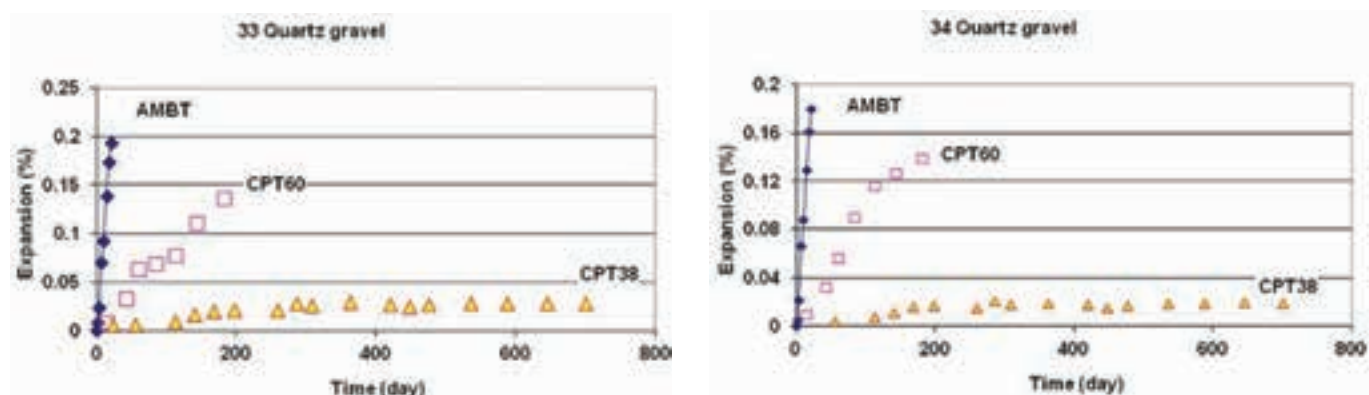 33 Quartz gravel
0.25
0.2
0.15
0.1
0.05
0
Expansion (%)
AMBT
CPT60
CPT38
0 200 400 600 800
Time (day)
34 Quartz gravel
0.2
0.16
0.12
0.08
0.04
0
Expansion (%)
AMBT
CPT60
CPT38
0 200 400 600 800
Time (day)